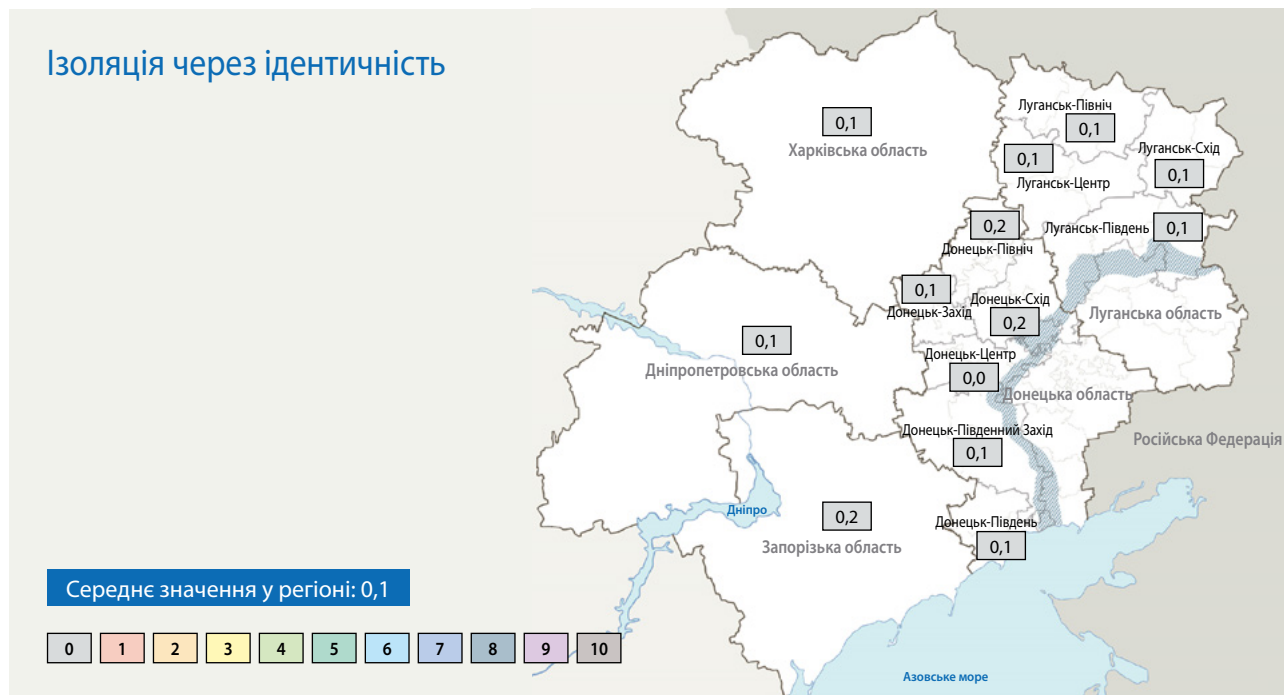 Ізоляція через ідентичність
0,1
Харківська область
Луганськ-Північ
0,1
0,1
Луганськ-Центр
Луганськ-Схід
0,1
Луганськ-Південь
0,1
0,2
Донецьк-Північ
0,1
Донецьк-Захід
Донецьк-Схід
0,2
Луганська область
0,1
Дніпропетровська область
Донецьк-Центр
0,0
Донецька область
Донецьк-Південний Захід
0,1
Російська Федерація
Дніпро
0,2
Запорізька область
Донецьк-Південь
0,1
Азовське море
Середнє значення у регіоні: 0,1
0 1 2 3 4 5 6 7 8 9 10